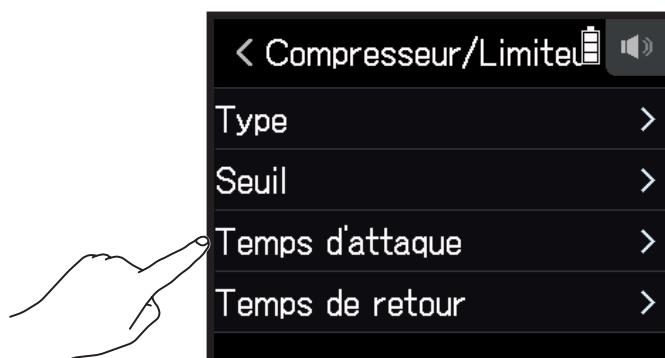 Compresseur/Limiteu
Type
Seuil
Temps d'attaque
Temps de retour